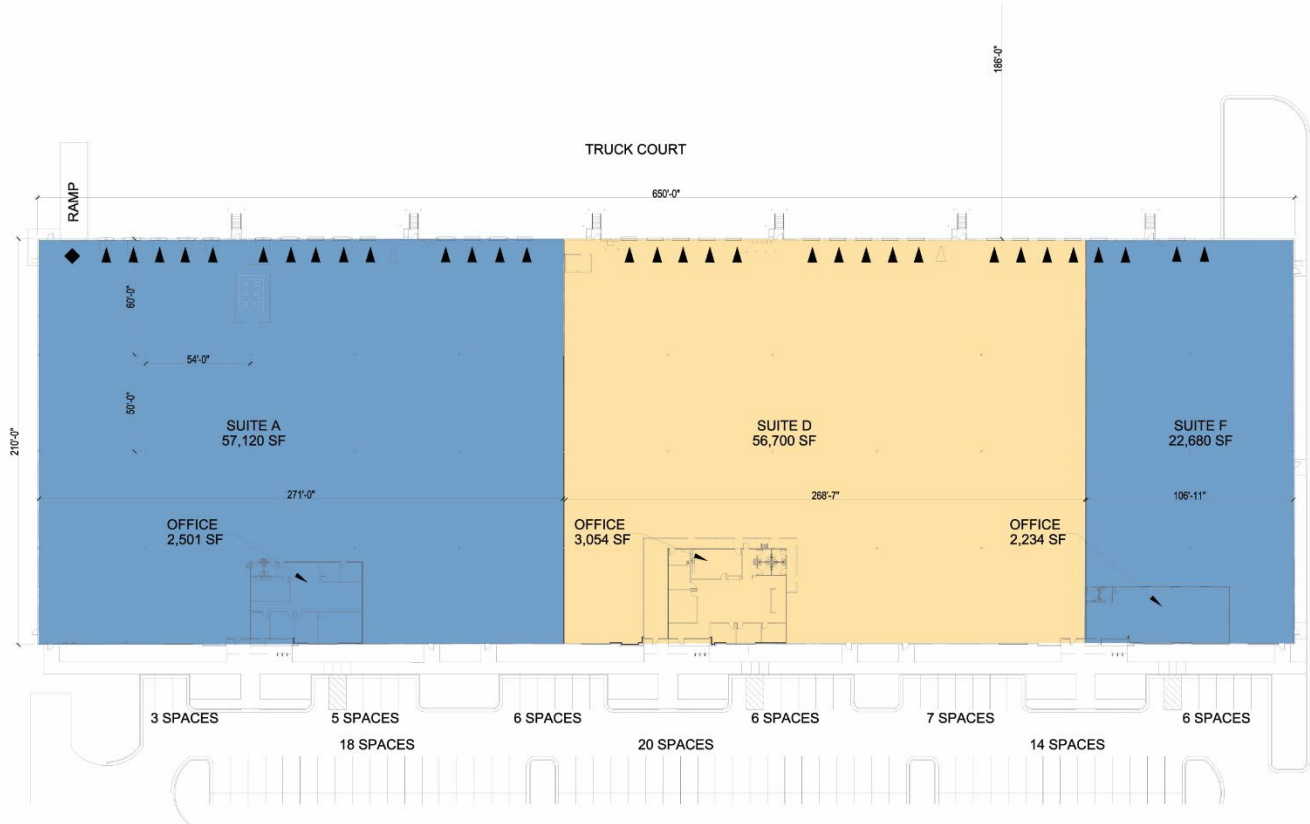 186'-0"
TRUCK COURT
650'-0"
RAMP
60'-0"
54'-0"
50'-0"
210'-0"
SUITE A
57,120 SF
SUITE D
56,700 SF
SUITE F
22,680 SF
271'-0"
268'-7"
106'-11"
OFFICE
2,501 SF
OFFICE
3,054 SF
OFFICE
2,234 SF
3 SPACES
5 SPACES
6 SPACES
6 SPACES
7 SPACES
6 SPACES
18 SPACES
20 SPACES
14 SPACES